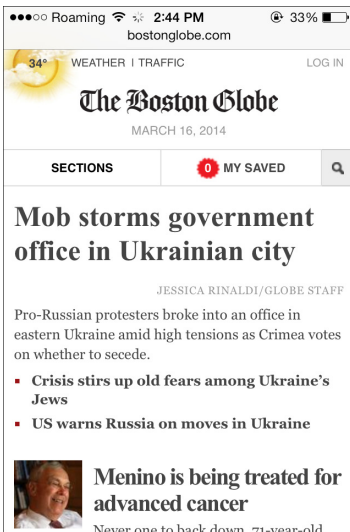 Roaming 2:44 PM 33%
bostonglobe.com
34° WEATHER | TRAFFIC LOG IN
The Boston Globe
MARCH 16, 2014
SECTIONS 0 MY SAVED
Mob storms government
office in Ukrainian city
JESSICA RINALDI/GLOBE STAFF
Pro-Russian protesters broke into an office in
eastern Ukraine amid high tensions as Crimea votes
on whether to secede.
Crisis stirs up old fears among Ukraine’s
Jews
US warns Russia on moves in Ukraine
Menino is being treated for
advanced cancer
Never one to back down, 71-year-old